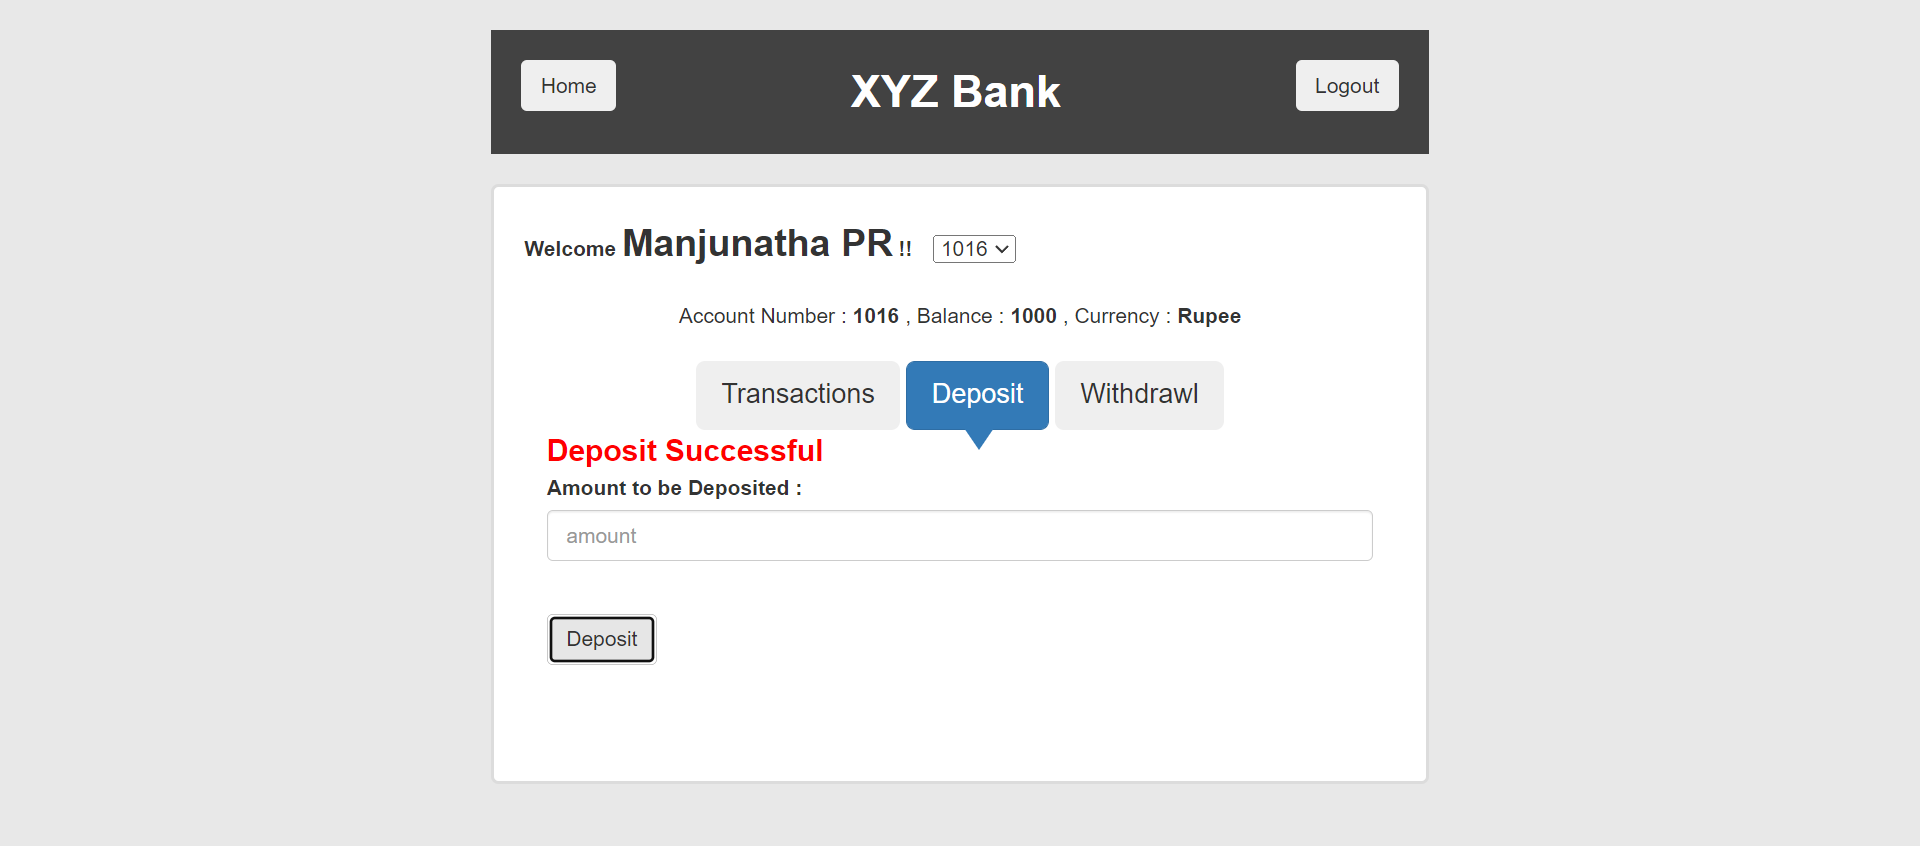 Home
XYZ Bank
Logout
Welcome Manjunatha PR !! 1016
Account Number : 1016 , Balance : 1000 , Currency : Rupee
Transactions
Deposit
Withdrawl
Deposit Successful
Amount to be Deposited :
amount
Deposit